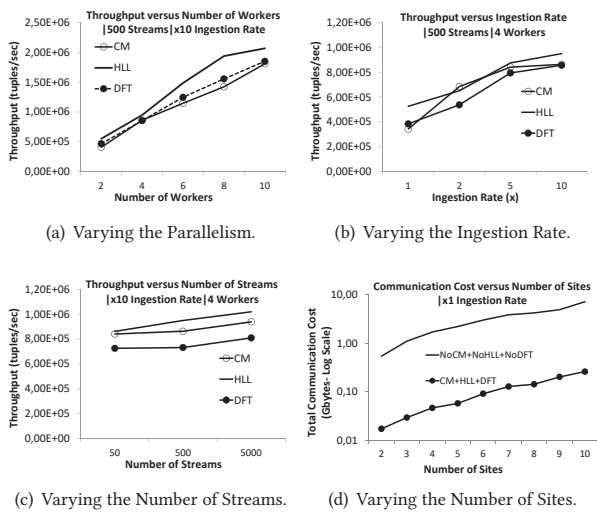 Throughput versus Number of Workers
|500 Streams|x10 Ingestion Rate
Throughput (tuples/sec)
2,50E+06
2,00E+06
1,50E+06
1,00E+06
5,00E+05
0,00E+00
CM
HLL
DFT
2 4 6 8 10
Number of Workers
(a) Varying the Parallelism.
Throughput versus Ingestion Rate
|500 Streams|4 Workers
Throughput (tuples/sec)
1,20E+06
1,00E+06
8,00E+05
6,00E+05
4,00E+05
2,00E+05
0,00E+00
CM
HLL
DFT
1 2 5 10
Ingestion Rate (x)
(b) Varying the Ingestion Rate.
Throughput versus Number of Streams
|x10 Ingestion Rate|4 Workers
Throughput (tuples/sec)
1,20E+06
1,00E+06
8,00E+05
6,00E+05
4,00E+05
2,00E+05
0,00E+00
CM
HLL
DFT
50 500 5000
Number of Streams
(c) Varying the Number of Streams.
Communication Cost versus Number of Sites
|x1 Ingestion Rate
Total Communication Cost
(Gbytes- Log Scale)
10,00
1,00
0,10
0,01
NoCM+NoHLL+NoDFT
CM+HLL+DFT
2 3 4 5 6 7 8 9 10
Number of Sites
(d) Varying the Number of Sites.